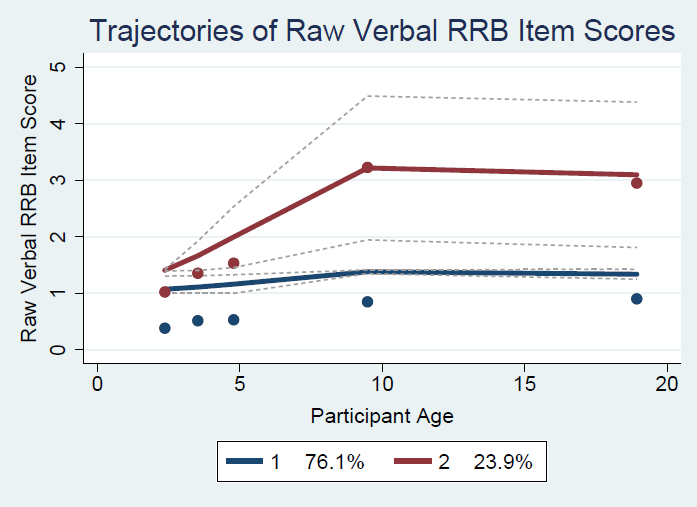 Trajectories of Raw Verbal RRB Item Scores
Raw Verbal RRB Item Score
5
4
3
2
1
0
0 5 10 15 20
Participant Age
1 76.1% 2 23.9%